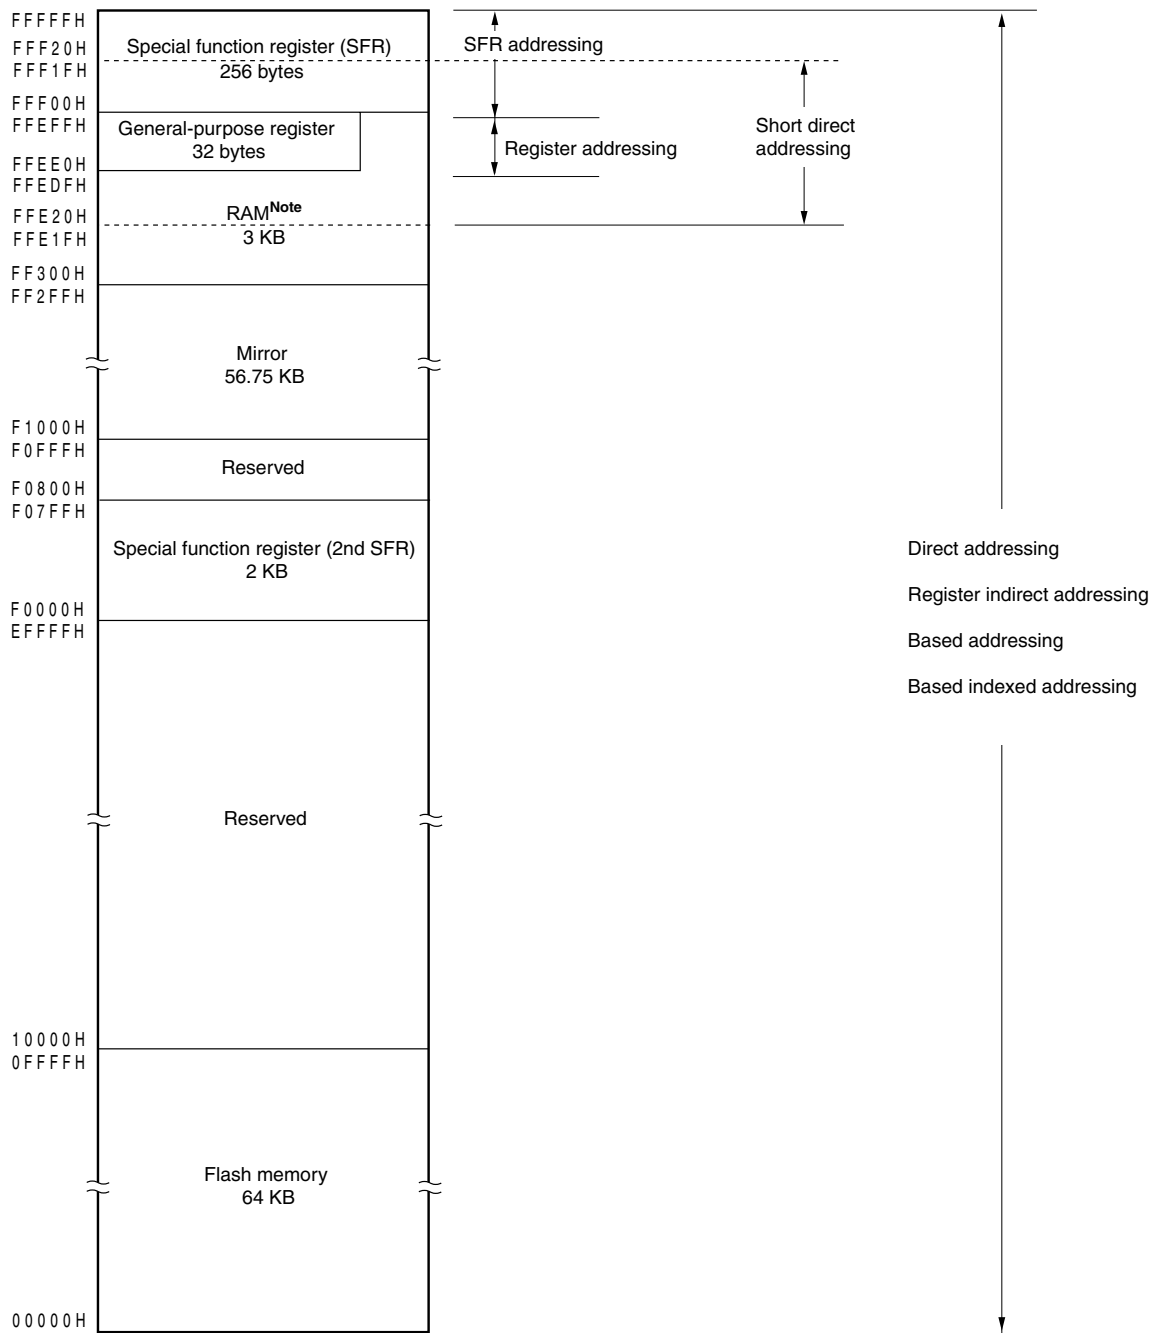 FFFFFH
FFF20H
FFF1FH
FFF00H
FFEFFH
FFEE0H
FFEDFH
FFE20H
FFE1FH
FF300H
FF2FFH
F1000H
F0FFFH
F0800H
F07FFH
F0000H
EFFFFH
10000H
0FFFFH
00000H
Special function register (SFR)
256 bytes
General-purpose register
32 bytes
RAMNote
3 KB
Mirror
56.75 KB
Reserved
Special function register (2nd SFR)
2 KB
Reserved
Flash memory
64 KB
SFR addressing
Register addressing
Short direct
addressing
Direct addressing
Register indirect addressing
Based addressing
Based indexed addressing